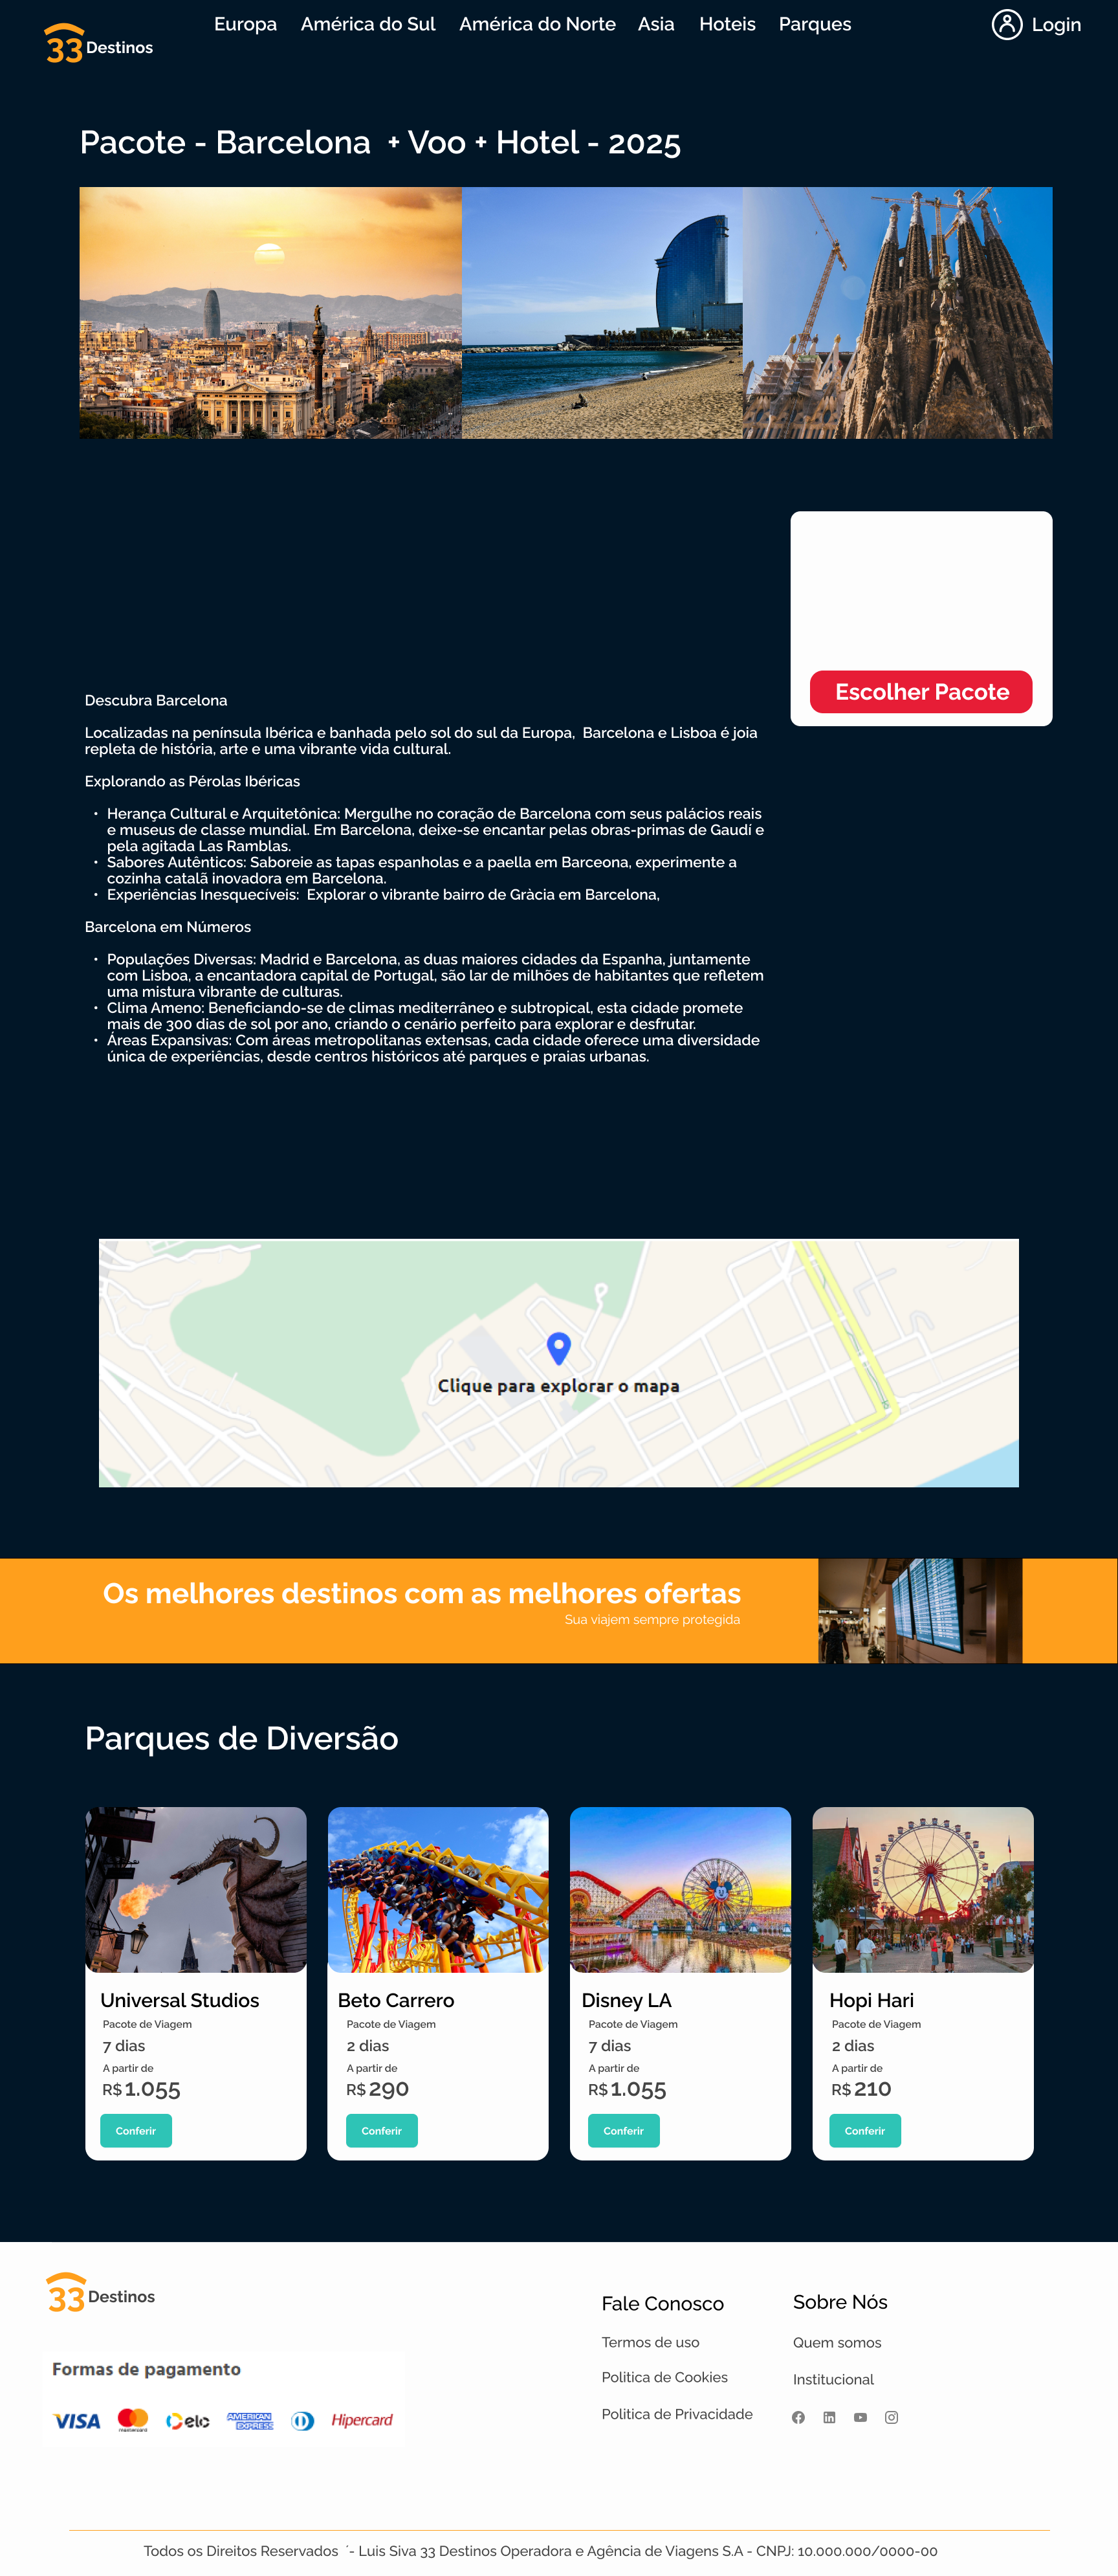 Europa América do Sul América do Norte Asia Hoteis Parques
Login
33 Destinos
Pacote - Barcelona + Voo + Hotel - 2025
Escolher Pacote
Descubra Barcelona
Localizadas na península Ibérica e banhada pelo sol do sul da Europa, Barcelona e Lisboa é joia
repleta de história, arte e uma vibrante vida cultural.
Explorando as Pérolas Ibéricas
• Herança Cultural e Arquitetônica: Mergulhe no coração de Barcelona com seus palácios reais
e museus de classe mundial. Em Barcelona, deixe-se encantar pelas obras-primas de Gaudí e
pela agitada Las Ramblas.
• Sabores Autênticos: Saboreie as tapas espanholas e a paella em Barceona, experimente a
cozinha catalã inovadora em Barcelona.
• Experiências Inesquecíveis: Explorar o vibrante bairro de Gràcia em Barcelona,
Barcelona em Números
• Populações Diversas: Madrid e Barcelona, as duas maiores cidades da Espanha, juntamente
com Lisboa, a encantadora capital de Portugal, são lar de milhões de habitantes que refletem
uma mistura vibrante de culturas.
• Clima Ameno: Beneficiando-se de climas mediterrâneo e subtropical, esta cidade promete
mais de 300 dias de sol por ano, criando o cenário perfeito para explorar e desfrutar.
• Áreas Expansivas: Com áreas metropolitanas extensas, cada cidade oferece uma diversidade
única de experiências, desde centros históricos até parques e praias urbanas.
Clique para explorar o mapa
Os melhores destinos com as melhores ofertas
Sua viajem sempre protegida
Parques de Diversão
Universal Studios
Pacote de Viagem
7 dias
A partir de
R$ 1.055
Conferir
Beto Carrero
Pacote de Viagem
2 dias
A partir de
R$ 290
Conferir
Disney LA
Pacote de Viagem
7 dias
A partir de
R$ 1.055
Conferir
Hopi Hari
Pacote de Viagem
2 dias
A partir de
R$ 210
Conferir
33 Destinos
Formas de pagamento
VISA mastercard elo AMERICAN EXPRESS Hipercard
Fale Conosco
Termos de uso
Politica de Cookies
Politica de Privacidade
Sobre Nós
Quem somos
Institucional
Todos os Direitos Reservados ´- Luis Siva 33 Destinos Operadora e Agência de Viagens S.A - CNPJ: 10.000.000/0000-00